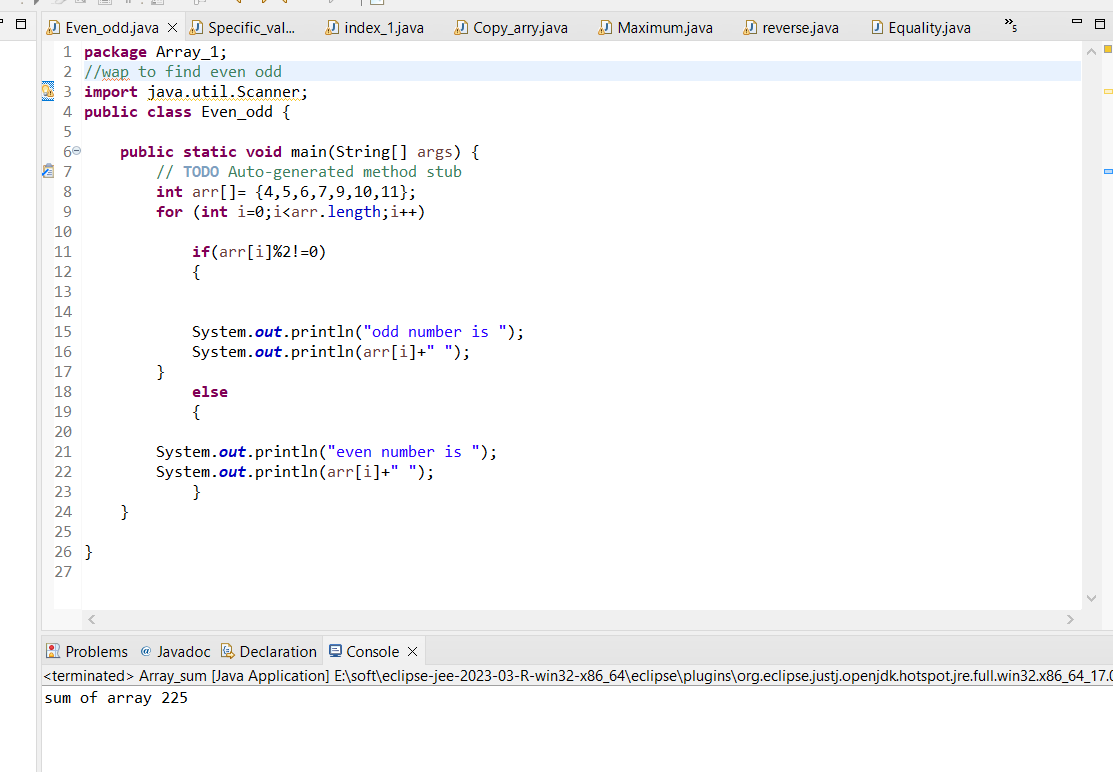 Even_odd.java Specific_val... index_1.java Copy_arry.java Maximum.java reverse.java Equality.java »5
1 package Array_1;
2 //wap to find even odd
3 import java.util.Scanner;
4 public class Even_odd {
5
6 public static void main(String[] args) {
7 // TODO Auto-generated method stub
8 int arr[]= {4,5,6,7,9,10,11};
9 for (int i=0;i<arr.length;i++)
10
11 if(arr[i]%2!=0)
12 {
13
14
15 System.out.println("odd number is ");
16 System.out.println(arr[i]+" ");
17 }
18 else
19 {
20
21 System.out.println("even number is ");
22 System.out.println(arr[i]+" ");
23 }
24 }
25
26 }
27
Problems @ Javadoc Declaration Console
<terminated> Array_sum [Java Application] E:\soft\eclipse-jee-2023-03-R-win32-x86_64\eclipse\plugins\org.eclipse.justj.openjdk.hotspot.jre.full.win32.x86_64_17.0
sum of array 225